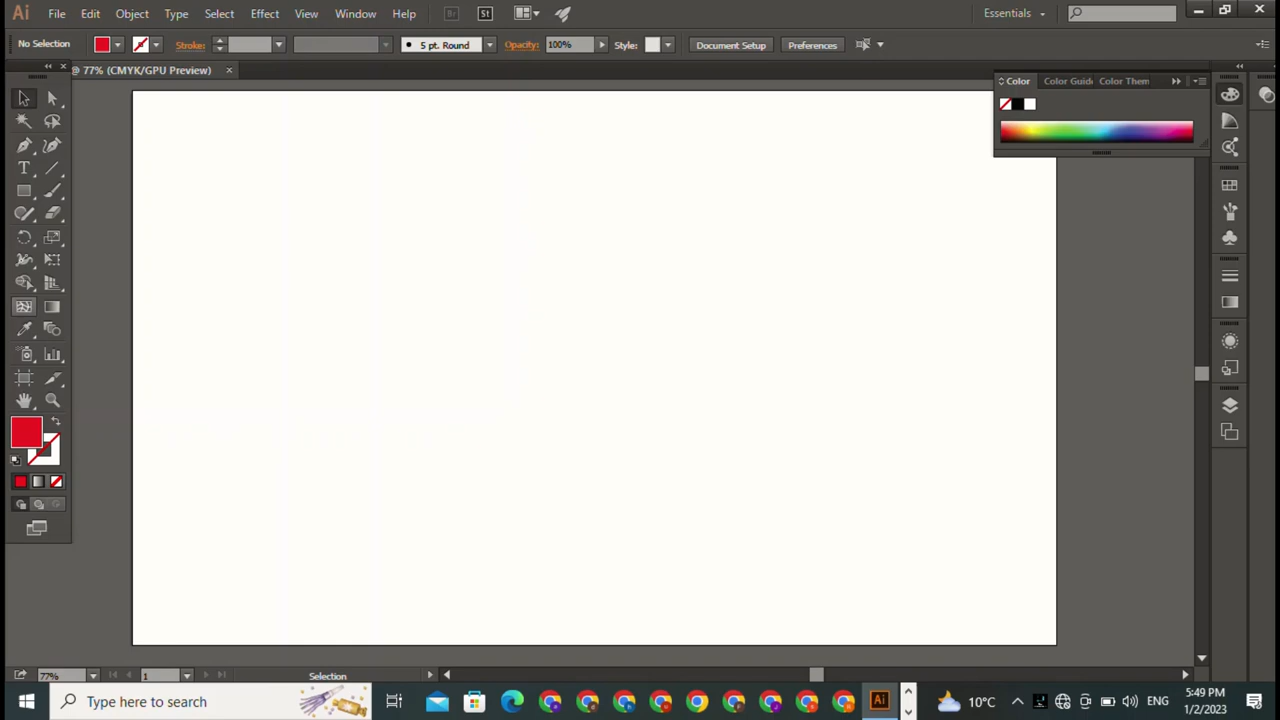 Ai File Edit Object Type Select Effect View Window Help Br St Essentials
No Selection Stroke: 5 pt. Round Opacity: 100% Style: Document Setup Preferences
@ 77% (CMYK/GPU Preview)
Color Color Guide Color Them
T
77% 1 Selection
Type here to search Ai 10°C ENG 5:49 PM
1/2/2023